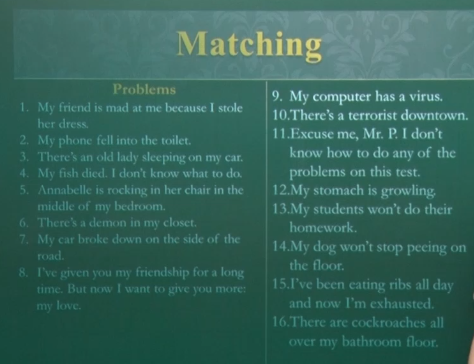 Matching
Problems
1. My friend is mad at me because I stole
her dress.
2. My phone fell into the toilet.
3. There's an old lady sleeping on my car.
4. My fish died. I don't know what to do.
5. Annabelle is rocking in her chair in the
middle of my bedroom.
6. There's a demon in my closet.
7. My car broke down on the side of the
road.
8. I've given you my friendship for a long
time. But now I want to give you more:
my love.
9. My computer has a virus.
10.There's a terrorist downtown.
11.Excuse me, Mr. P. I don't
know how to do any of the
problems on this test.
12.My stomach is growling.
13.My students won't do their
homework.
14.My dog won't stop peeing on
the floor.
15.I've been eating ribs all day
and now I'm exhausted.
16.There are cockroaches all
over my bathroom floor.